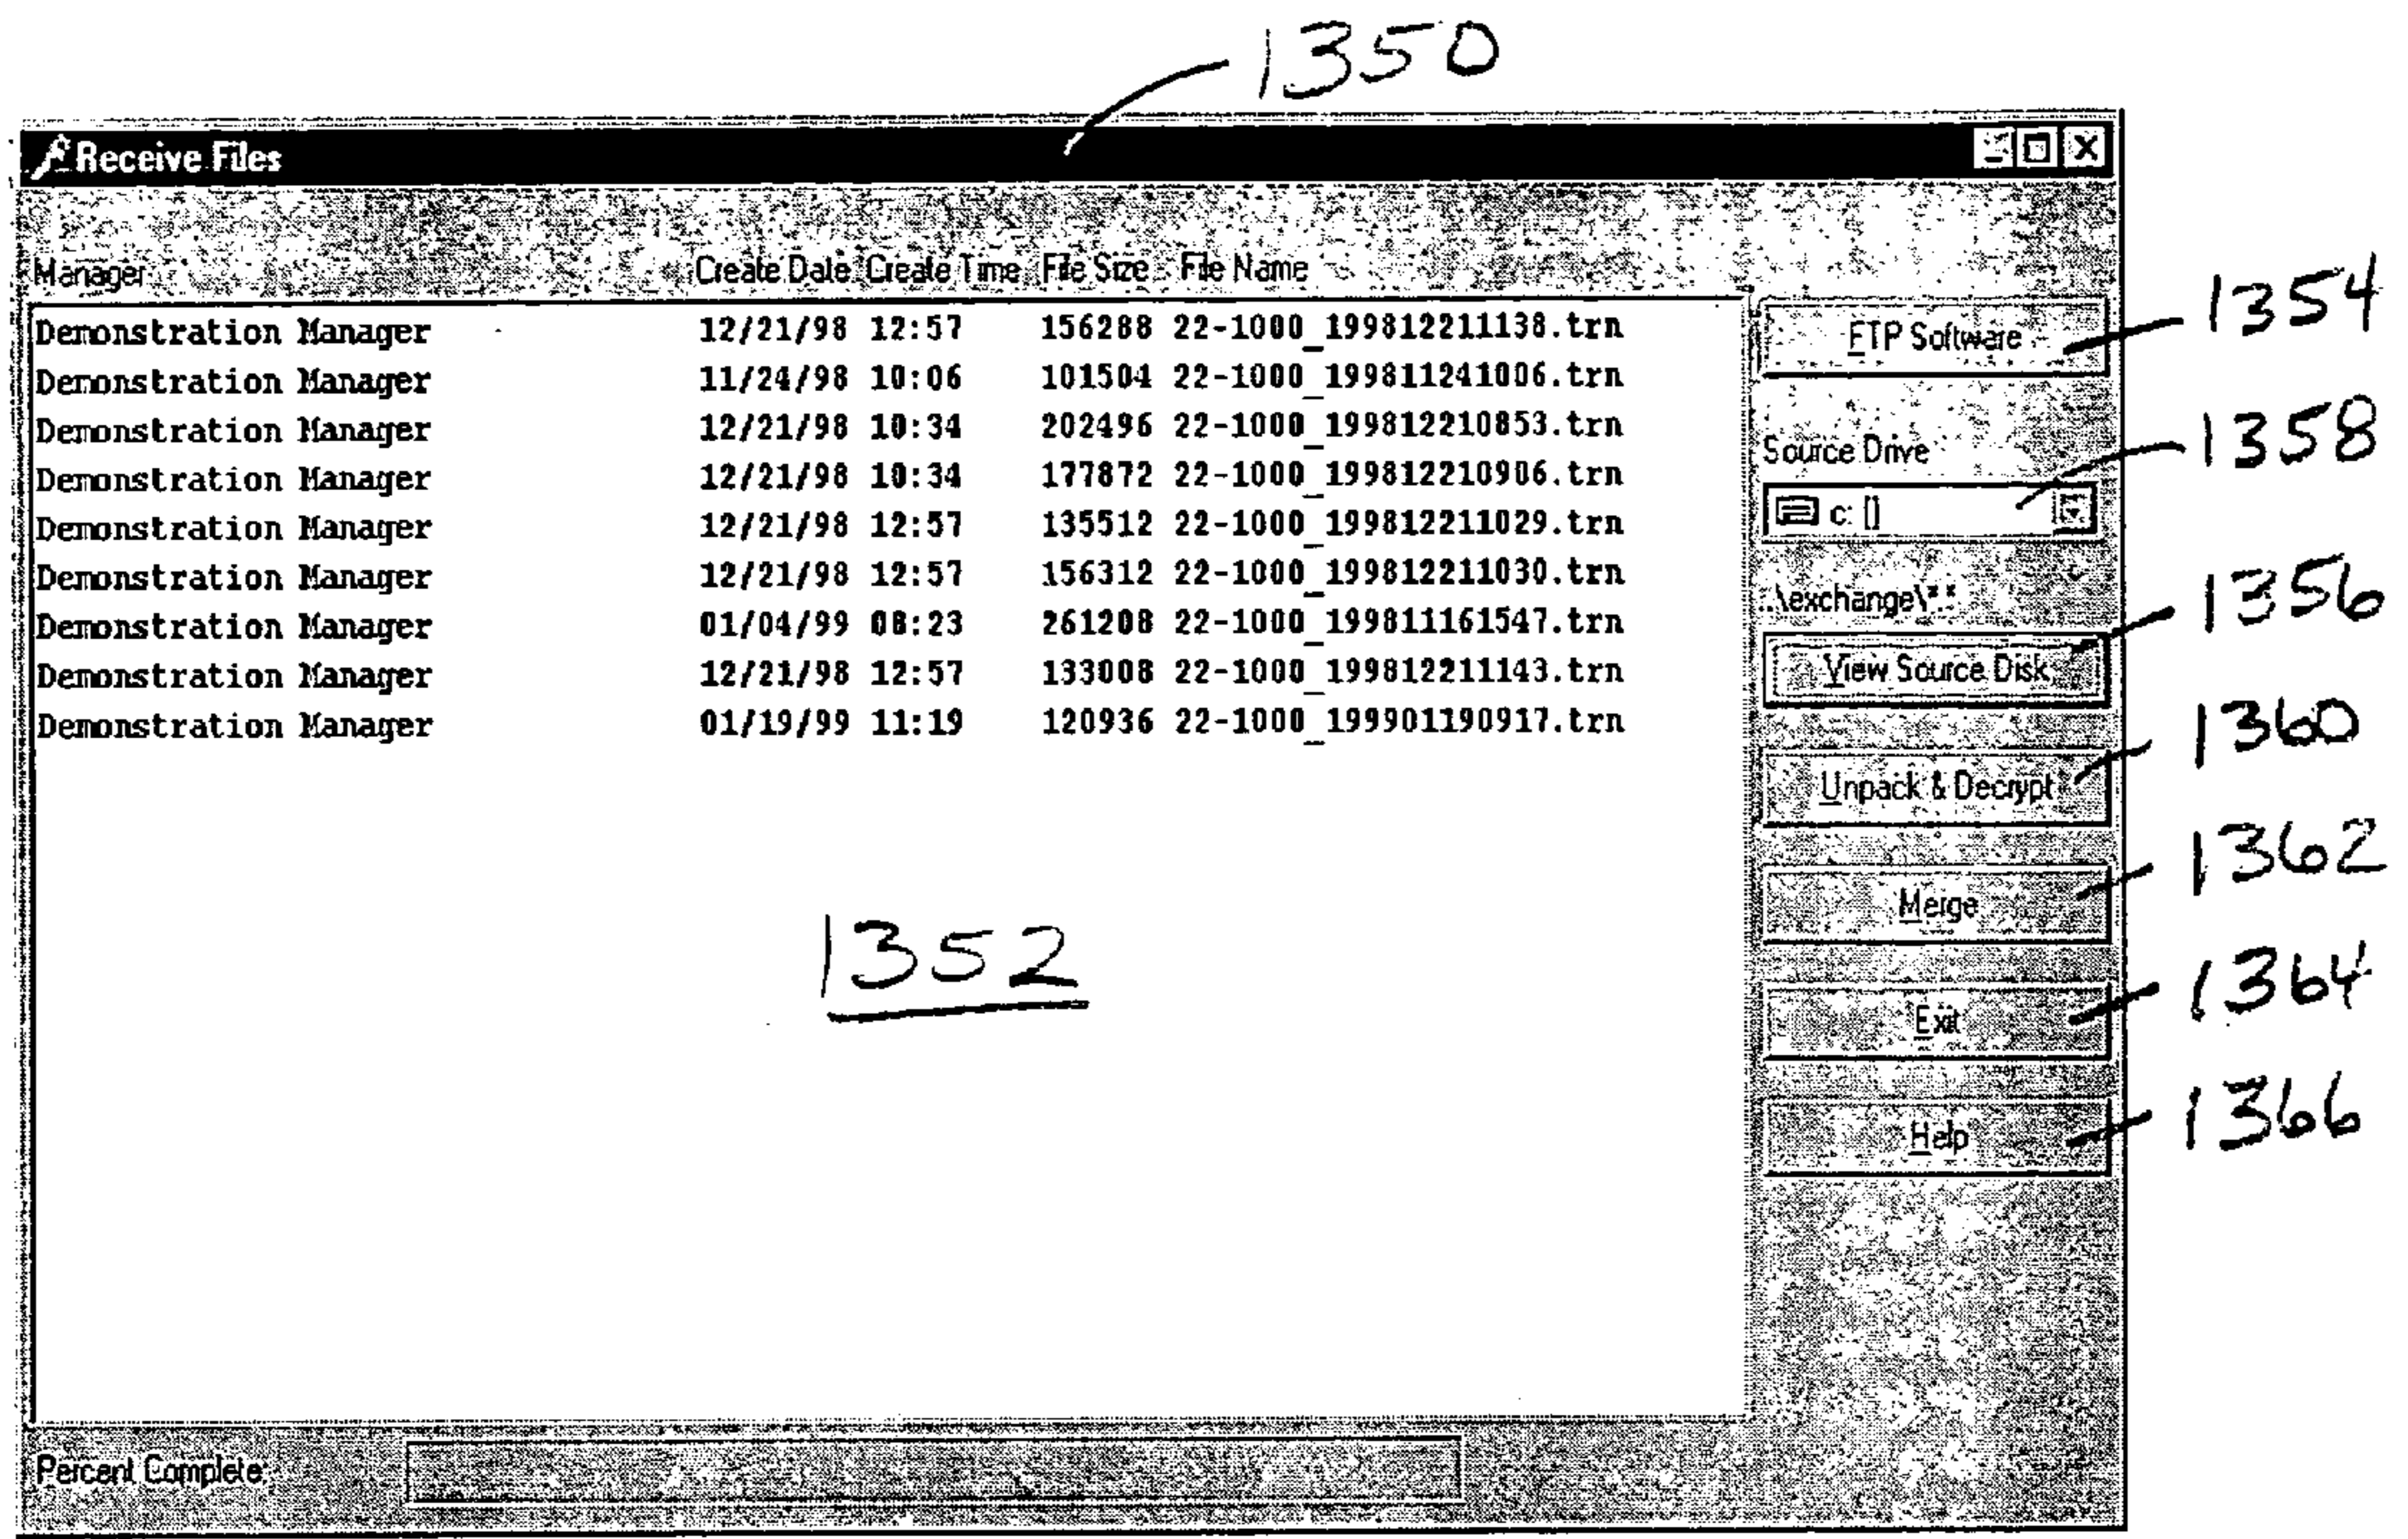 1350
Receive Files
Manager Create Date Create Time File Size File Name
Demonstration Manager 12/21/98 12:57 156288 22-1000_199812211138.trn
Demonstration Manager 11/24/98 10:06 101504 22-1000_199811241006.trn
Demonstration Manager 12/21/98 10:34 202496 22-1000_199812210853.trn
Demonstration Manager 12/21/98 10:34 177872 22-1000_199812210906.trn
Demonstration Manager 12/21/98 12:57 135512 22-1000_199812211029.trn
Demonstration Manager 12/21/98 12:57 156312 22-1000_199812211030.trn
Demonstration Manager 01/04/99 08:23 261208 22-1000_199811161547.trn
Demonstration Manager 12/21/98 12:57 133008 22-1000_199812211143.trn
Demonstration Manager 01/19/99 11:19 120936 22-1000_199901190917.trn
1352
FTP Software
1354
Source Drive
1358
c: []
..\exchange\*.*
1356
View Source Disk
1360
Unpack & Decrypt
1362
Merge
1364
Exit
1366
Help
Percent Complete: